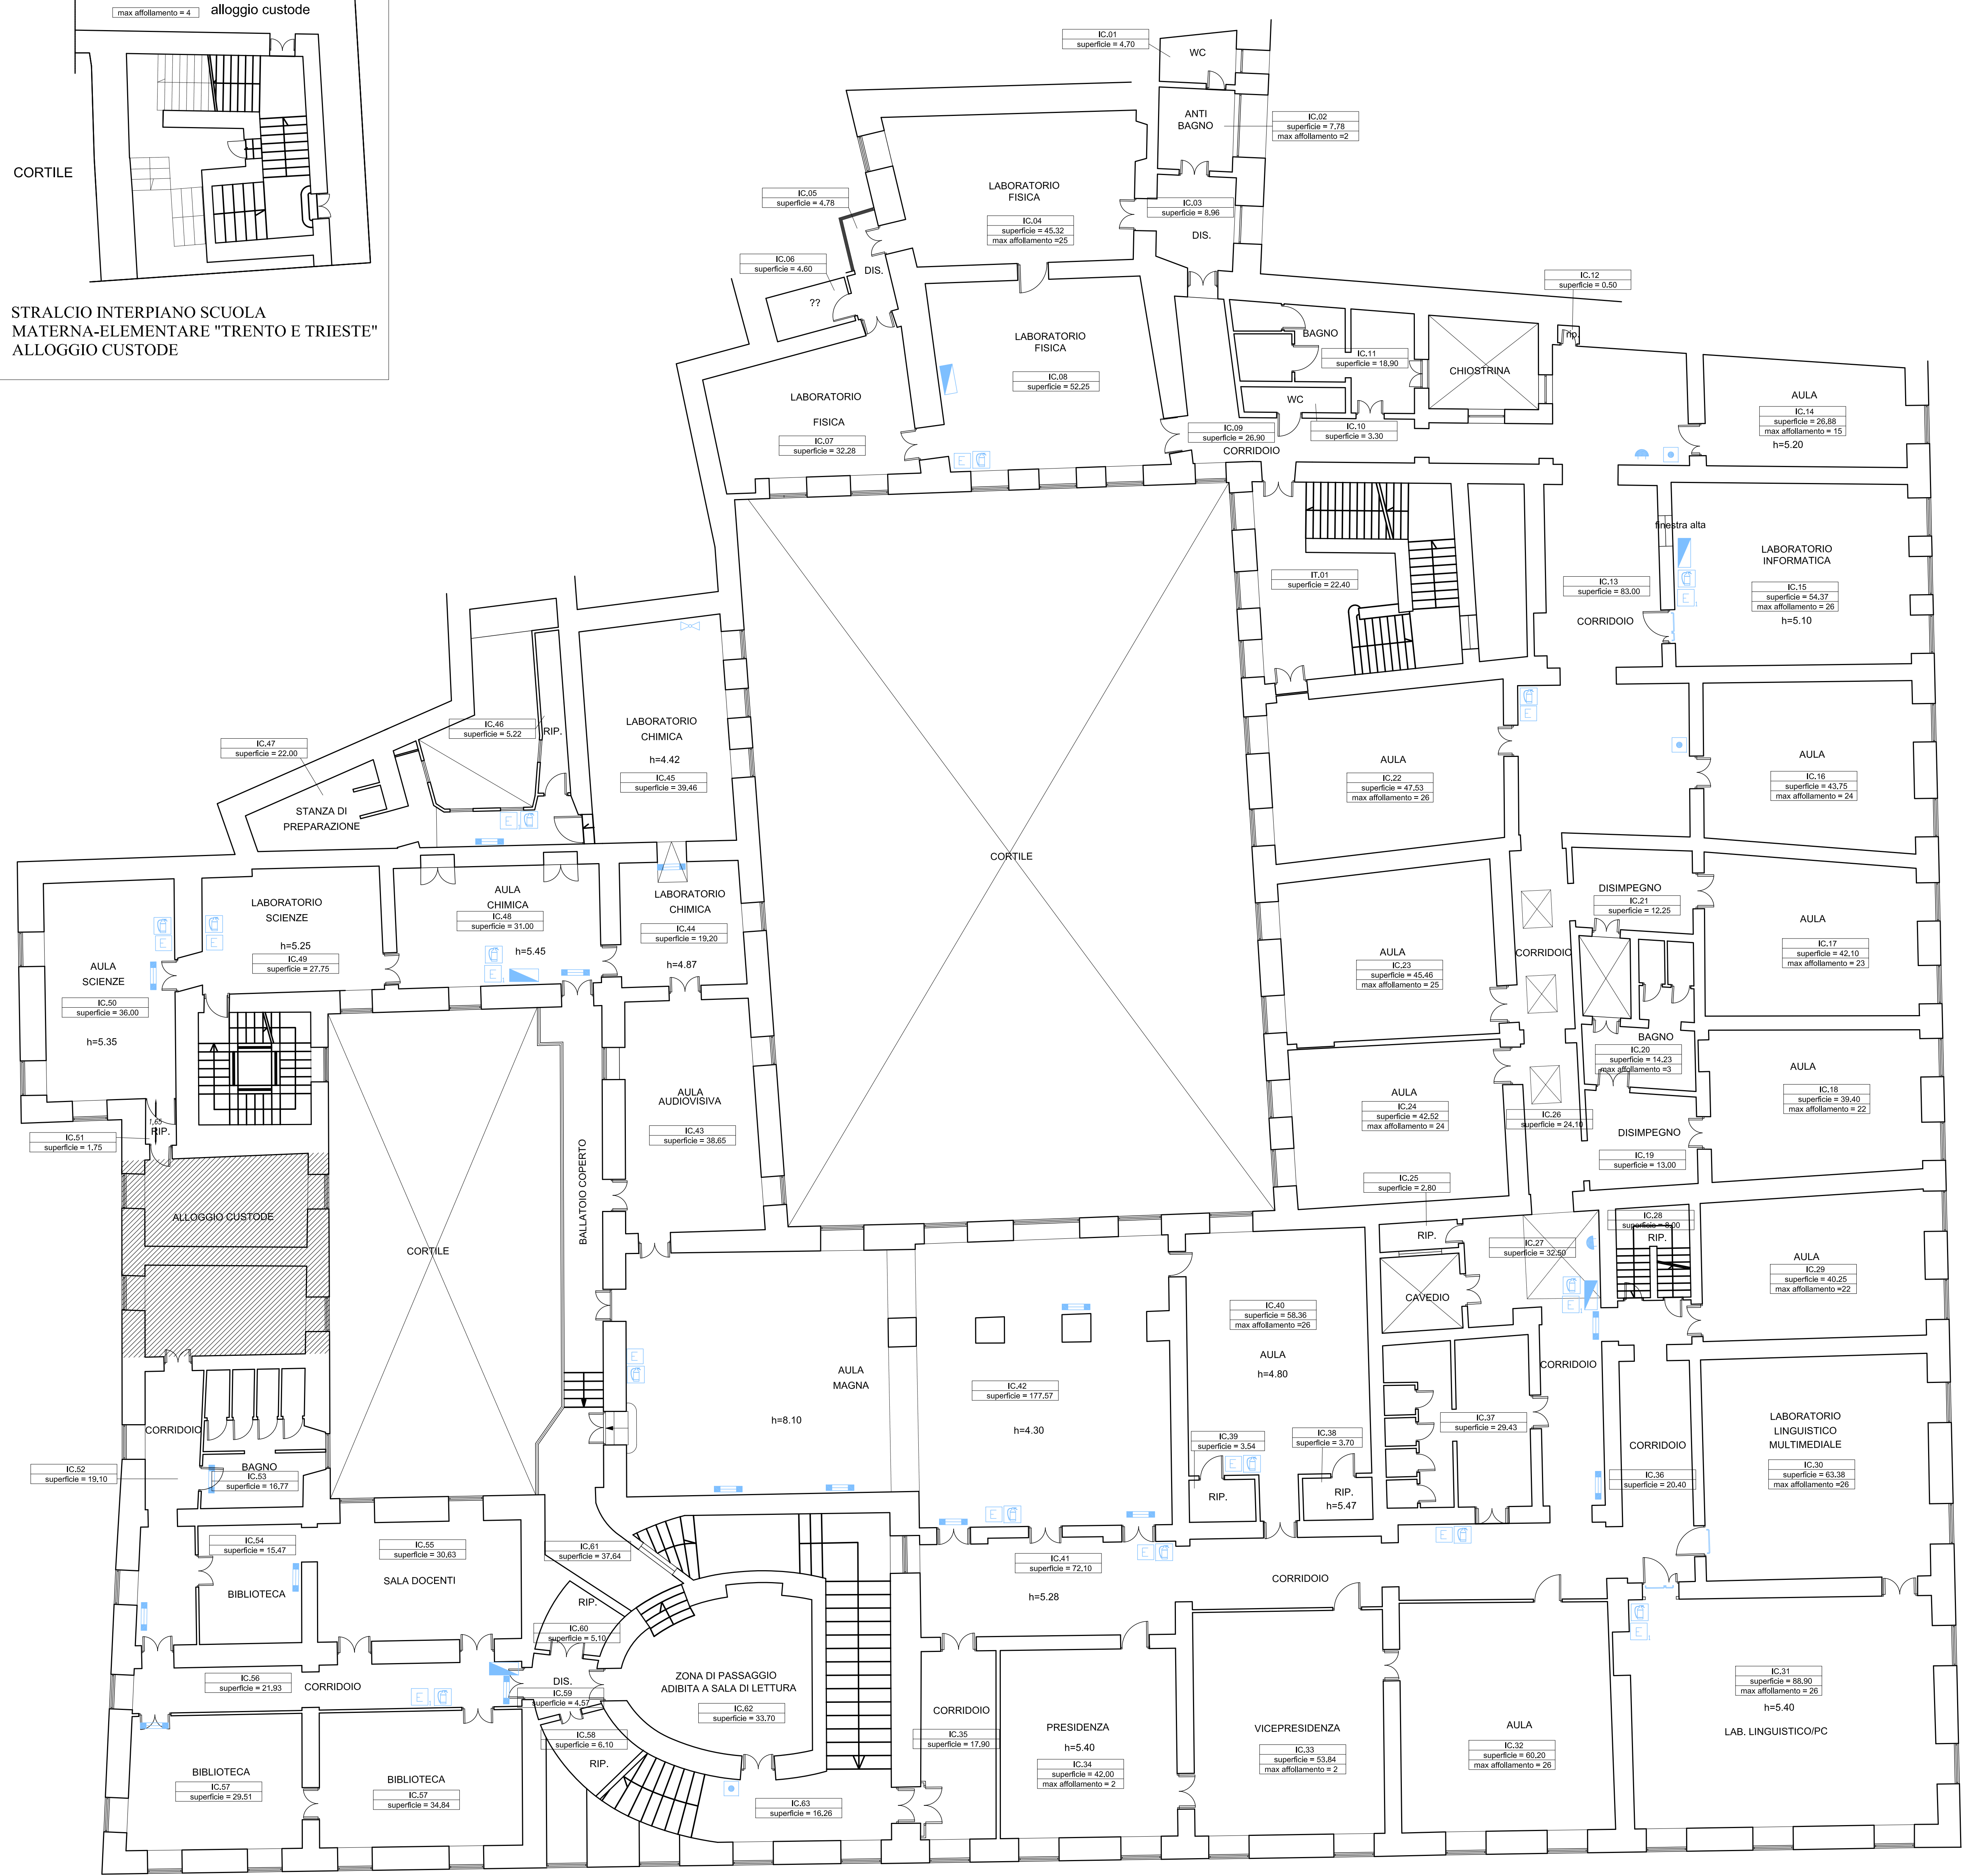 max affollamento = 4
alloggio custode
CORTILE
STRALCIO INTERPIANO SCUOLA
MATERNA-ELEMENTARE "TRENTO E TRIESTE"
ALLOGGIO CUSTODE
IC.01
superficie = 4,70
WC
ANTI
BAGNO
IC.02
superficie = 7,78
max affollamento =2
IC.03
superficie = 8,96
DIS.
LABORATORIO
FISICA
IC.04
superficie = 45,32
max affollamento =25
IC.05
superficie = 4,78
DIS.
IC.06
superficie = 4,60
??
LABORATORIO
FISICA
IC.07
superficie = 32,28
LABORATORIO
FISICA
IC.08
superficie = 52,25
IC.09
superficie = 26,90
CORRIDOIO
WC
IC.10
superficie = 3,30
BAGNO
IC.11
superficie = 18,90
CHIOSTRINA
IC.12
superficie = 0.50
rip.
AULA
IC.14
superficie = 26,88
max affollamento = 15
h=5.20
finestra alta
LABORATORIO
INFORMATICA
IC.15
superficie = 54,37
max affollamento = 26
h=5.10
IC.13
superficie = 83,00
CORRIDOIO
IT.01
superficie = 22,40
AULA
IC.16
superficie = 43,75
max affollamento = 24
AULA
IC.22
superficie = 47,53
max affollamento = 26
CORTILE
DISIMPEGNO
IC.21
superficie = 12,25
AULA
IC.17
superficie = 42,10
max affollamento = 23
AULA
IC.23
superficie = 45,46
max affollamento = 25
CORRIDOIO
BAGNO
IC.20
superficie = 14,23
max affollamento=3
AULA
IC.18
superficie = 39,40
max affollamento = 22
AULA
IC.24
superficie = 42,52
max affollamento = 24
IC.26
superficie = 24,10
DISIMPEGNO
IC.19
superficie = 13,00
IC.25
superficie = 2,80
RIP.
IC.27
superficie = 32,50
IC.28
superficie = 8,00
RIP.
AULA
IC.29
superficie = 40,25
max affollamento =22
CAVEDIO
CORRIDOIO
IC.46
superficie = 5,22
RIP.
LABORATORIO
CHIMICA
h=4.42
IC.45
superficie = 39,46
IC.47
superficie = 22,00
STANZA DI
PREPARAZIONE
LABORATORIO
SCIENZE
h=5.25
IC.49
superficie = 27,75
AULA
CHIMICA
IC.48
superficie = 31,00
h=5.45
LABORATORIO
CHIMICA
IC.44
superficie = 19,20
h=4.87
AULA
SCIENZE
IC.50
superficie = 36,00
h=5.35
1,65
RIP.
IC.51
superficie = 1,75
AULA
AUDIOVISIVA
IC.43
superficie = 38,65
BALLATOIO COPERTO
ALLOGGIO CUSTODE
CORTILE
IC.40
superficie = 58,36
max affollamento =26
AULA
h=4.80
AULA
MAGNA
h=8.10
IC.42
superficie = 177,57
h=4.30
IC.39
superficie = 3,54
RIP.
IC.38
superficie = 3,70
RIP.
h=5.47
IC.37
superficie = 29,43
CORRIDOIO
IC.36
superficie = 20,40
LABORATORIO
LINGUISTICO
MULTIMEDIALE
IC.30
superficie = 63,38
max affollamento =26
CORRIDOIO
IC.52
superficie = 19,10
BAGNO
IC.53
superficie = 16,77
IC.54
superficie = 15,47
BIBLIOTECA
IC.55
superficie = 30,63
SALA DOCENTI
IC.61
superficie = 37,64
RIP.
IC.60
superficie = 5,10
IC.41
superficie = 72,10
h=5.28
CORRIDOIO
IC.56
superficie = 21,93
CORRIDOIO
DIS.
IC.59
superficie = 4,57
ZONA DI PASSAGGIO
ADIBITA A SALA DI LETTURA
IC.62
superficie = 33,70
IC.58
superficie = 6,10
RIP.
CORRIDOIO
IC.35
superficie = 17,90
PRESIDENZA
h=5.40
IC.34
superficie = 42,00
max affollamento = 2
VICEPRESIDENZA
IC.33
superficie = 53,84
max affollamento = 2
AULA
IC.32
superficie = 60,20
max affollamento = 26
IC.31
superficie = 88,90
max affollamento = 26
h=5.40
LAB. LINGUISTICO/PC
BIBLIOTECA
IC.57
superficie = 29,51
BIBLIOTECA
IC.57
superficie = 34,84
IC.63
superficie = 16,26